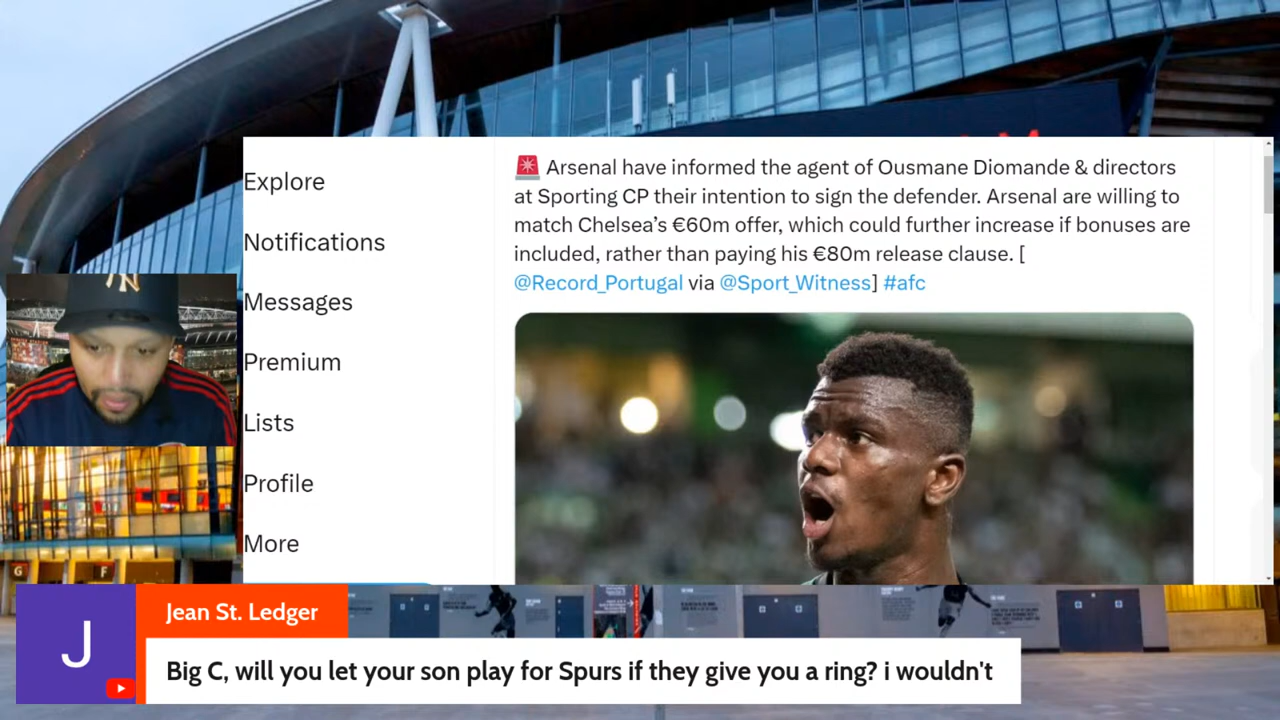 Explore
Notifications
Messages
Premium
Lists
Profile
More
🚨 Arsenal have informed the agent of Ousmane Diomande & directors
at Sporting CP their intention to sign the defender. Arsenal are willing to
match Chelsea’s €60m offer, which could further increase if bonuses are
included, rather than paying his €80m release clause. [
@Record_Portugal via @Sport_Witness] #afc
NY
G F
J
Jean St. Ledger
Big C, will you let your son play for Spurs if they give you a ring? i wouldn't